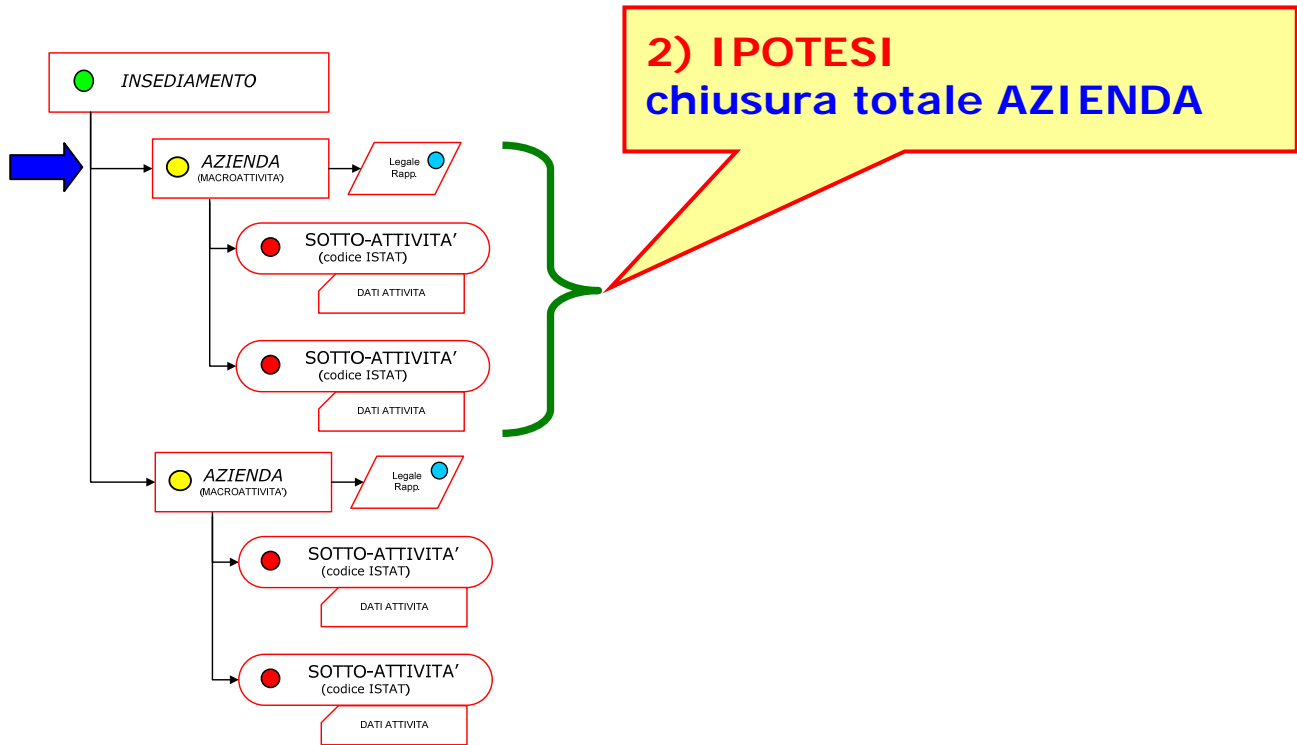 2) IPOTESI
chiusura totale AZIENDA
INSEDIAMENTO
AZIENDA
(MACROATTIVITA')
Legale
Rapp.
SOTTO-ATTIVITA'
(codice ISTAT)
DATI ATTIVITA
SOTTO-ATTIVITA'
(codice ISTAT)
DATI ATTIVITA
AZIENDA
(MACROATTIVITA')
Legale
Rapp.
SOTTO-ATTIVITA'
(codice ISTAT)
DATI ATTIVITA
SOTTO-ATTIVITA'
(codice ISTAT)
DATI ATTIVITA